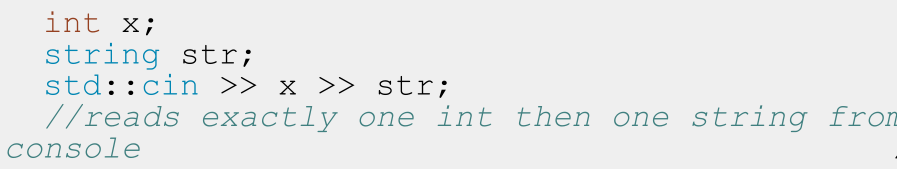 int x;
string str;
std::cin >> x >> str;
//reads exactly one int then one string from
console